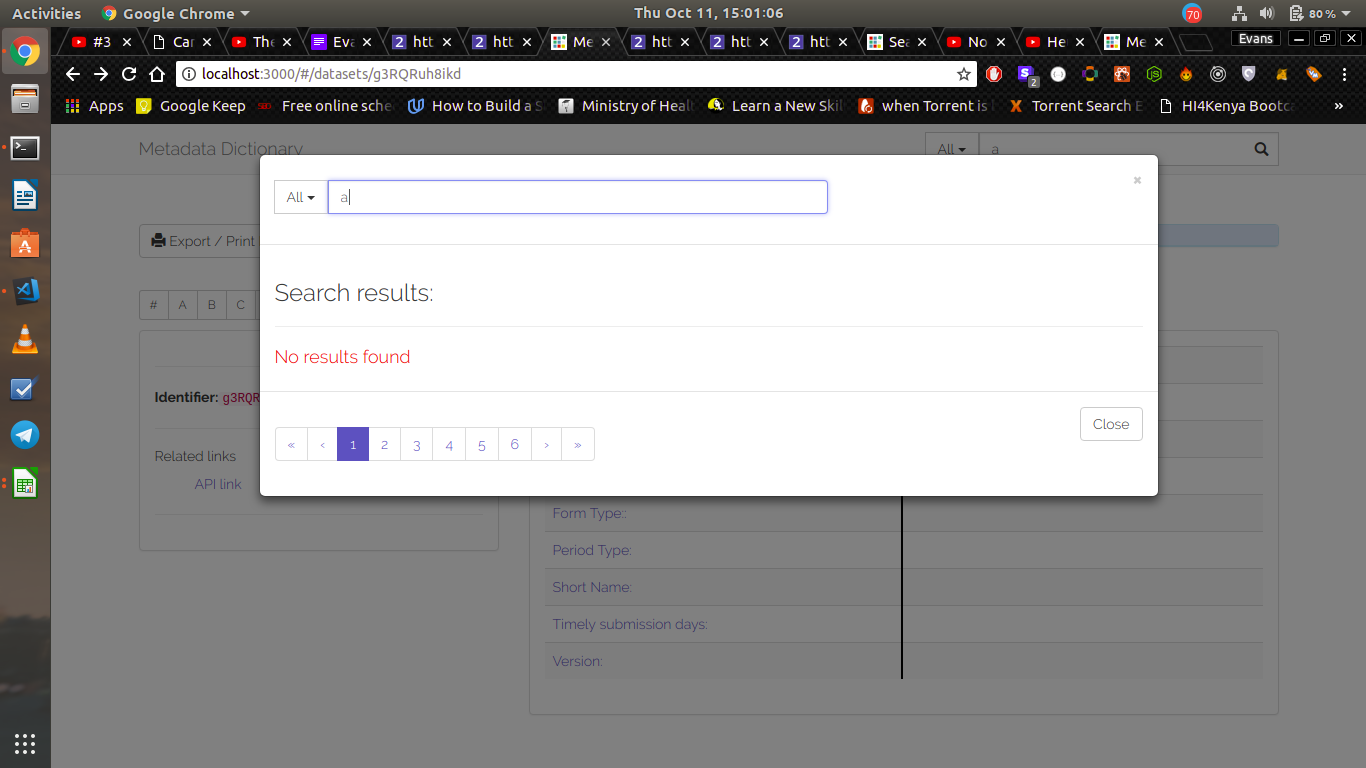 Activities Google Chrome Thu Oct 11, 15:01:06 70 80 %
#3 Car The Eva htt htt Me htt htt htt Sea No He Me Evans
localhost:3000/#/datasets/g3RQRuh8ikd 2
Apps Google Keep Free online sche How to Build a S Ministry of Healt Learn a New Skil when Torrent is Torrent Search E HI4Kenya Bootca »
Metadata Dictionary All a
All a ×
Export / Print
Search results:
# A B C
No results found
Identifier: g3RQR
Close
« ‹ 1 2 3 4 5 6 › »
Related links
API link
Form Type::
Period Type:
Short Name:
Timely submission days:
Version: